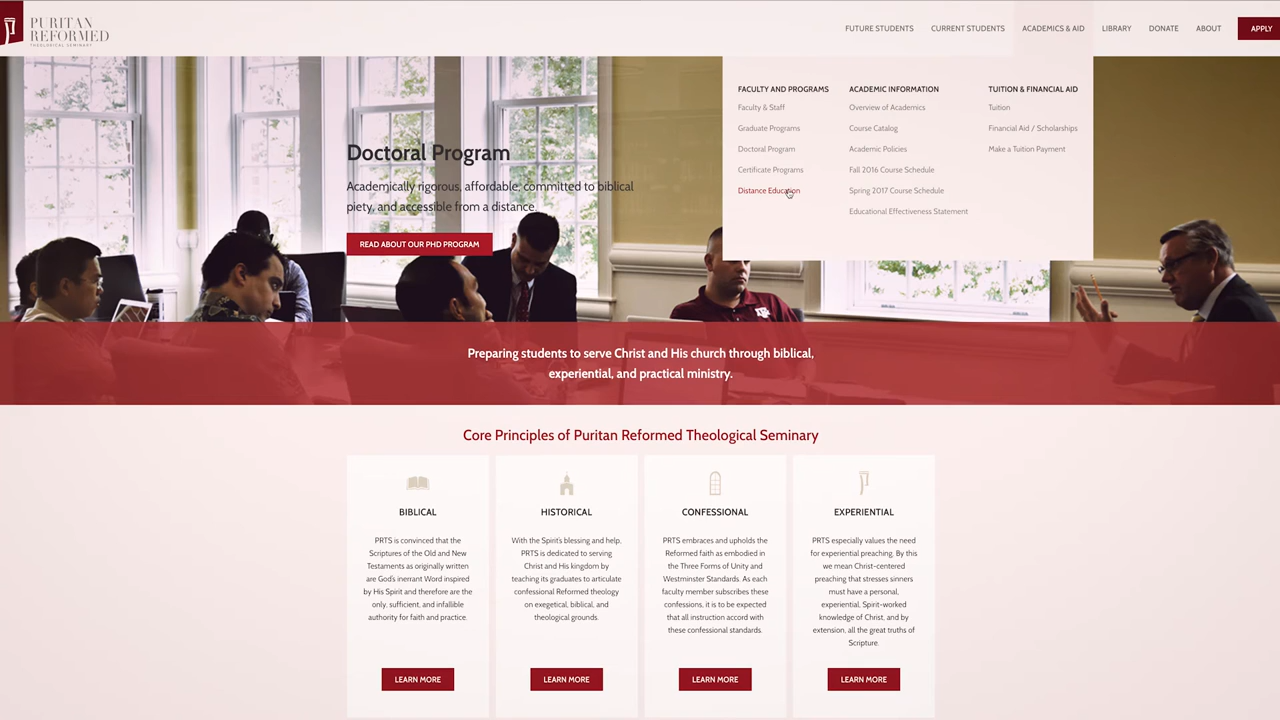 PURITAN
REFORMED
THEOLOGICAL SEMINARY
FUTURE STUDENTS
CURRENT STUDENTS
ACADEMICS & AID
LIBRARY
DONATE
ABOUT
APPLY
FACULTY AND PROGRAMS
Faculty & Staff
Graduate Programs
Doctoral Program
Certificate Programs
Distance Education
ACADEMIC INFORMATION
Overview of Academics
Course Catalog
Academic Policies
Fall 2016 Course Schedule
Spring 2017 Course Schedule
Educational Effectiveness Statement
TUITION & FINANCIAL AID
Tuition
Financial Aid / Scholarships
Make a Tuition Payment
Doctoral Program
Academically rigorous, affordable, committed to biblical
piety, and accessible from a distance.
READ ABOUT OUR PHD PROGRAM
Preparing students to serve Christ and His church through biblical,
experiential, and practical ministry.
Core Principles of Puritan Reformed Theological Seminary
BIBLICAL
PRTS is convinced that the
Scriptures of the Old and New
Testaments as originally written
are God's inerrant Word inspired
by His Spirit and therefore are the
only, sufficient, and infallible
authority for faith and practice.
LEARN MORE
HISTORICAL
With the Spirit's blessing and help,
PRTS is dedicated to serving
Christ and His kingdom by
teaching its graduates to articulate
confessional Reformed theology
on exegetical, biblical, and
theological grounds.
LEARN MORE
CONFESSIONAL
PRTS embraces and upholds the
Reformed faith as embodied in
the Three Forms of Unity and
Westminster Standards. As each
faculty member subscribes these
confessions, it is to be expected
that all instruction accord with
these confessional standards.
LEARN MORE
EXPERIENTIAL
PRTS especially values the need
for experiential preaching. By this
we mean Christ-centered
preaching that stresses sinners
must have a personal,
experiential, Spirit-worked
knowledge of Christ, and by
extension, all the great truths of
Scripture.
LEARN MORE